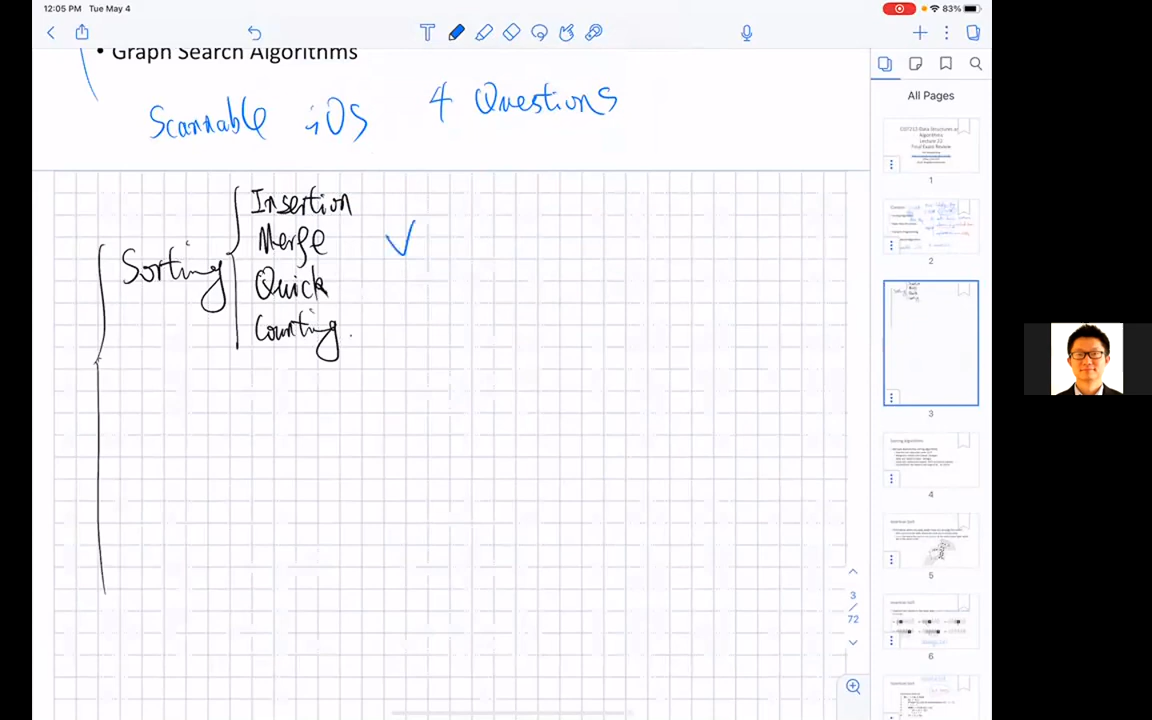 12:05 PM Tue May 4
83%
• Graph Search Algorithms
Scannable iOS 4 Questions
Sorting
Insertion
Merge
Quick
Counting.
All Pages
1
2
3
4
5
6
3
/
72